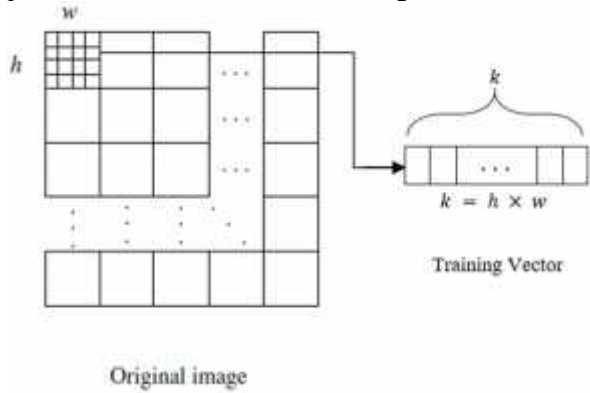 w
h
k
k = h × w
Training Vector
Original image